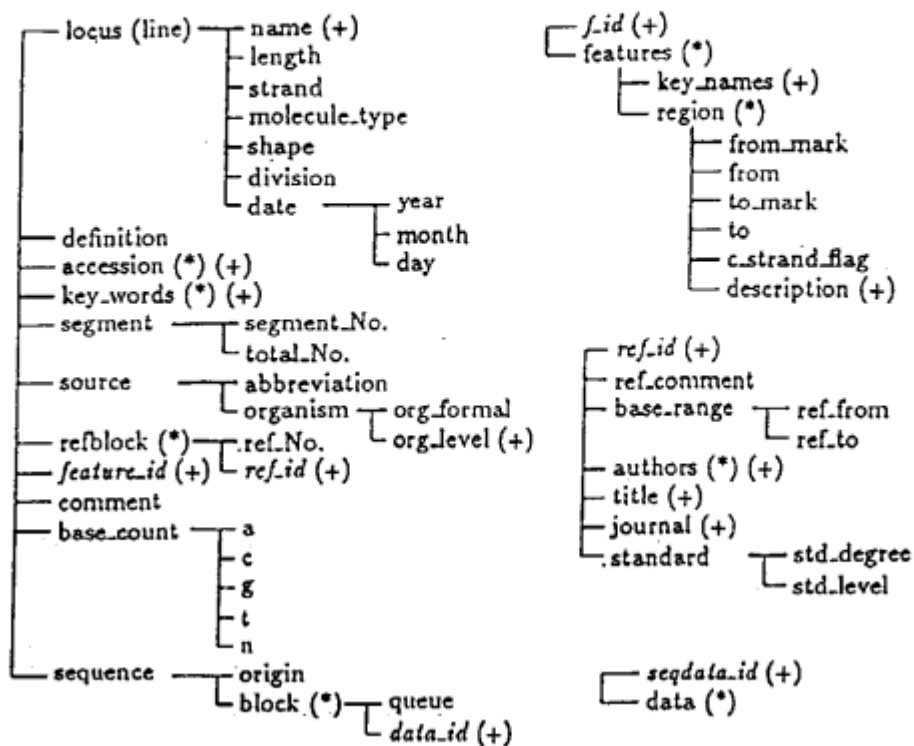 locus (line) name (+)
length
strand
molecule_type
shape
division
date year
month
day
definition
accession (*) (+)
key_words (*) (+)
segment segment_No.
total_No.
source abbreviation
organism org_formal
org_level (+)
refblock (*) ref_No.
feature_id (+) ref_id (+)
comment
base_count a
c
g
t
n
sequence origin
block (*) queue
data_id (+)
f_id (+)
features (*)
key_names (+)
region (*)
from_mark
from
to_mark
to
c_strand_flag
description (+)
ref_id (+)
ref_comment
base_range ref_from
ref_to
authors (*) (+)
title (+)
journal (+)
standard std_degree
std_level
seqdata_id (+)
data (*)